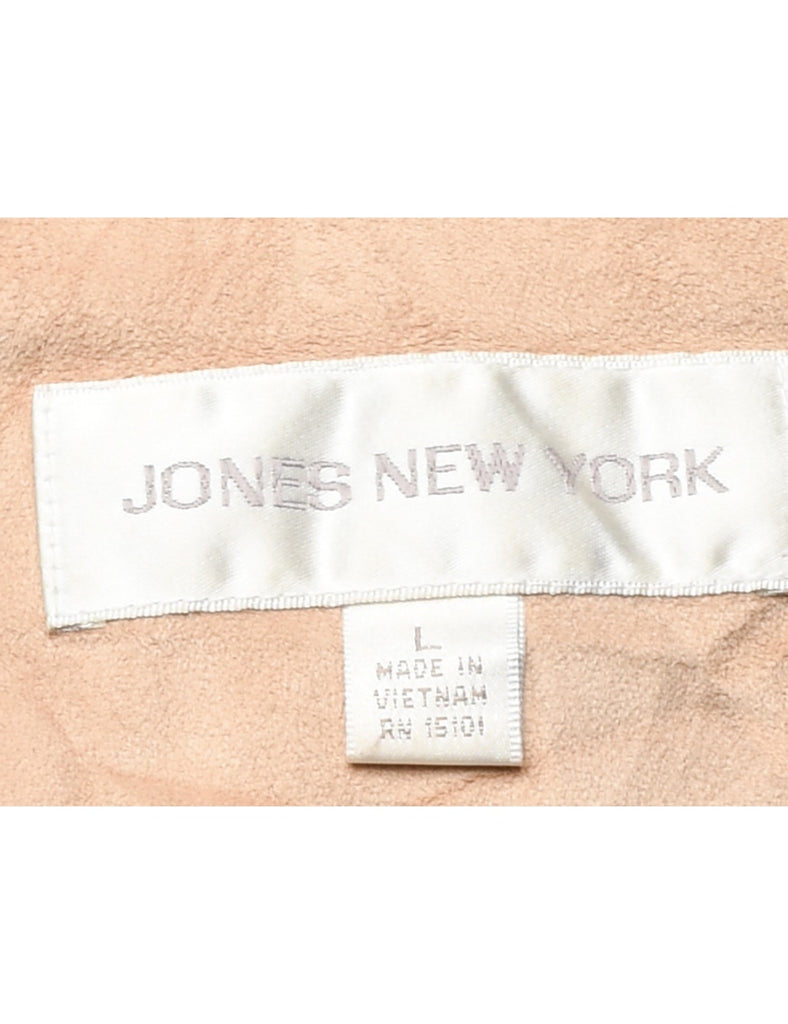 JONES NEW YORK
L
MADE IN
VIETNAM
RN 15101